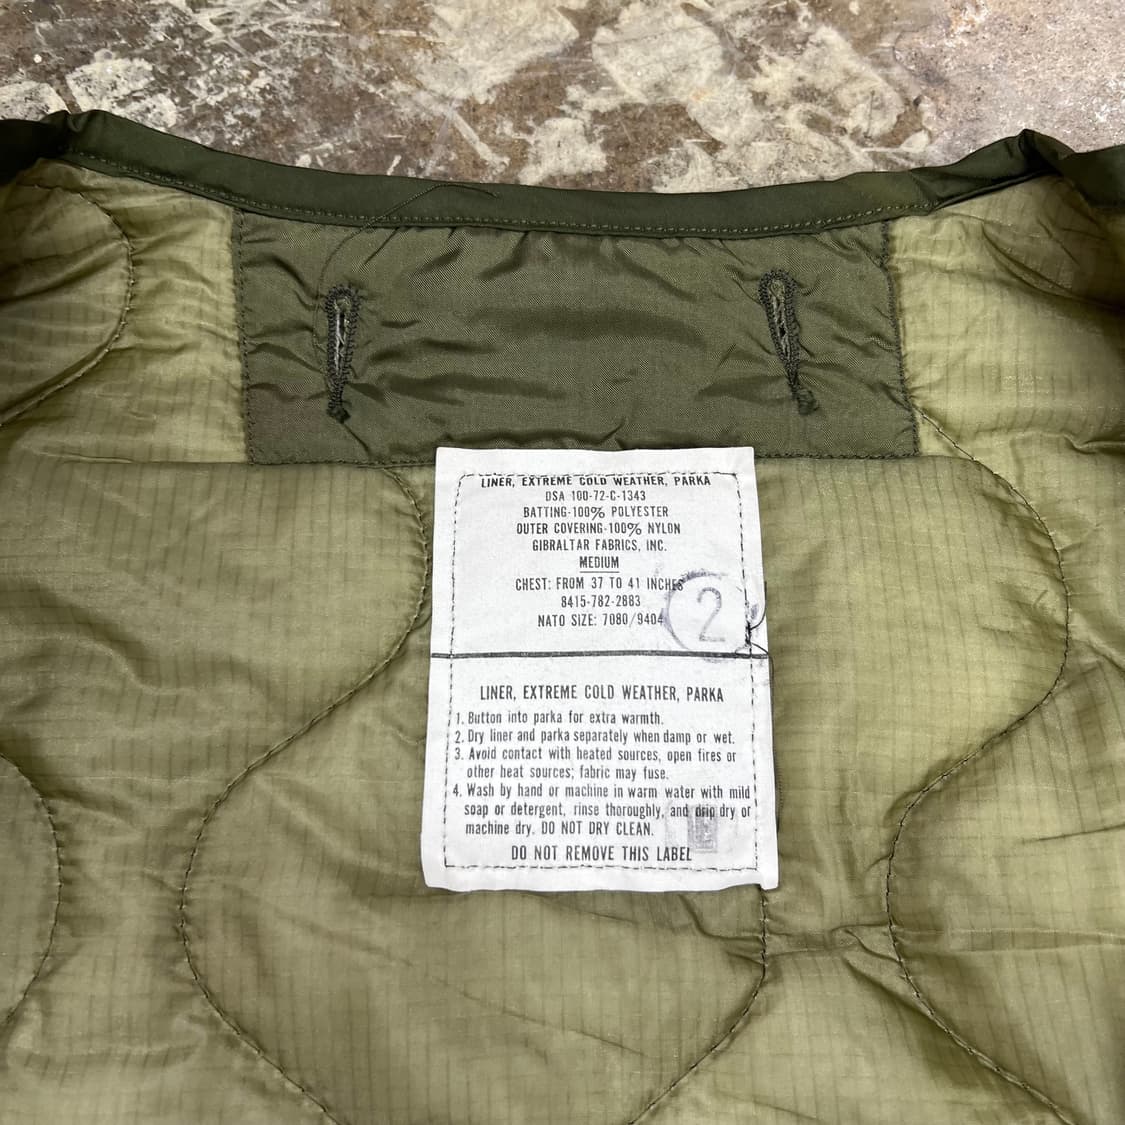 LINER, EXTREME COLD WEATHER, PARKA
DSA 100-72-C-1343
BATTING-100% POLYESTER
OUTER COVERING-100% NYLON
GIBRALTAR FABRICS, INC.
MEDIUM
CHEST: FROM 37 TO 41 INCHES
8415-782-2883
NATO SIZE: 7080/9404
2
LINER, EXTREME COLD WEATHER, PARKA
1. Button into parka for extra warmth.
2. Dry liner and parka separately when damp or wet.
3. Avoid contact with heated sources, open fires or
other heat sources; fabric may fuse.
4. Wash by hand or machine in warm water with mild
soap or detergent, rinse thoroughly, and drip dry or
machine dry. DO NOT DRY CLEAN.
DO NOT REMOVE THIS LABEL